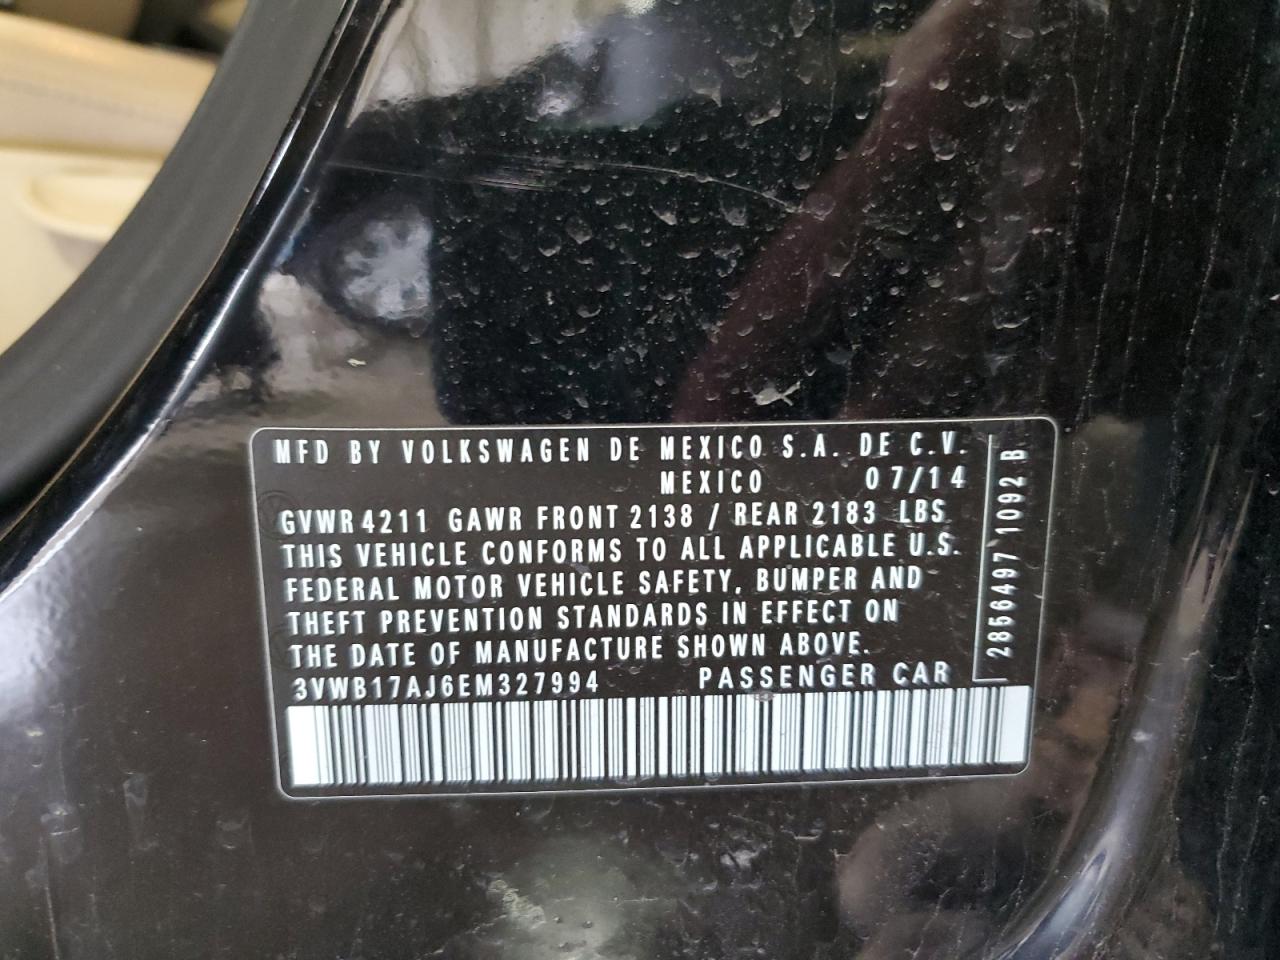 MFD BY VOLKSWAGEN DE MEXICO S.A. DE C.V.
MEXICO 07/14
GVWR 4211 GAWR FRONT 2138 / REAR 2183 LBS
THIS VEHICLE CONFORMS TO ALL APPLICABLE U.S.
FEDERAL MOTOR VEHICLE SAFETY, BUMPER AND
THEFT PREVENTION STANDARDS IN EFFECT ON
THE DATE OF MANUFACTURE SHOWN ABOVE.
3VWB17AJ6EM327994 PASSENGER CAR
2856497 1092 B